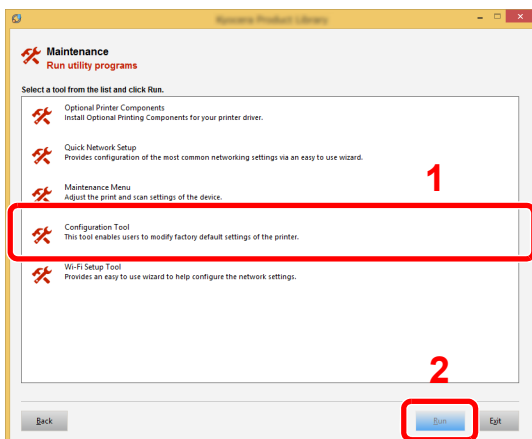 Kyocera Product Library
Maintenance
Run utility programs
Select a tool from the list and click Run.
Optional Printer Components
Install Optional Printing Components for your printer driver.
Quick Network Setup
Provides configuration of the most common networking settings via an easy to use wizard.
1
Maintenance Menu
Adjust the print and scan settings of the device.
Configuration Tool
This tool enables users to modify factory default settings of the printer.
Wi-Fi Setup Tool
Provides an easy to use wizard to help configure the network settings.
2
Back
Run
Exit